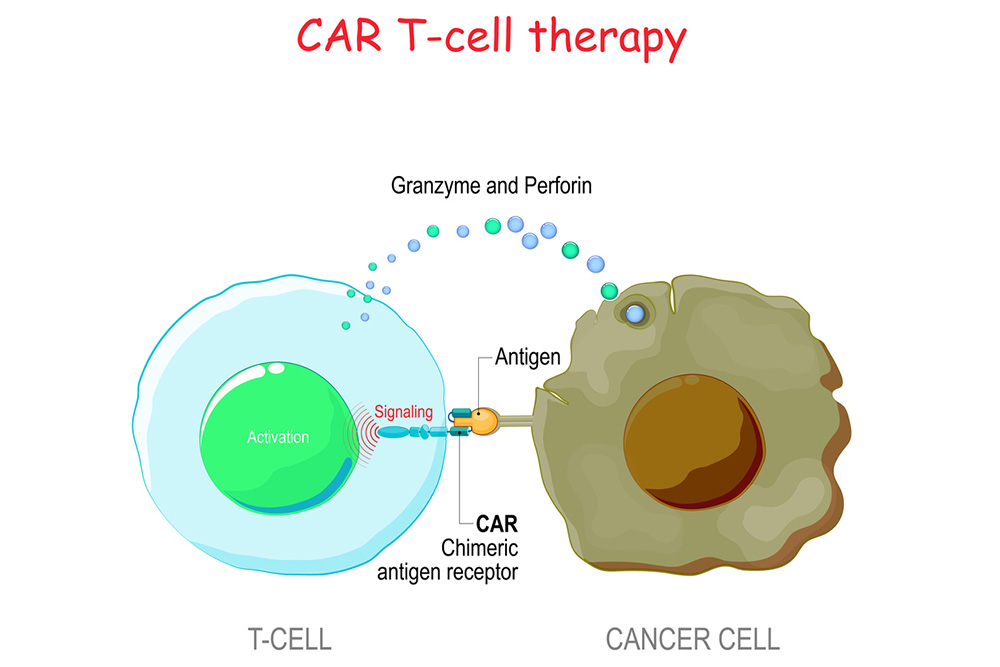 CAR T-cell therapy
Granzyme and Perforin
Antigen
Signaling
Activation
CAR
Chimeric
antigen receptor
T-CELL
CANCER CELL